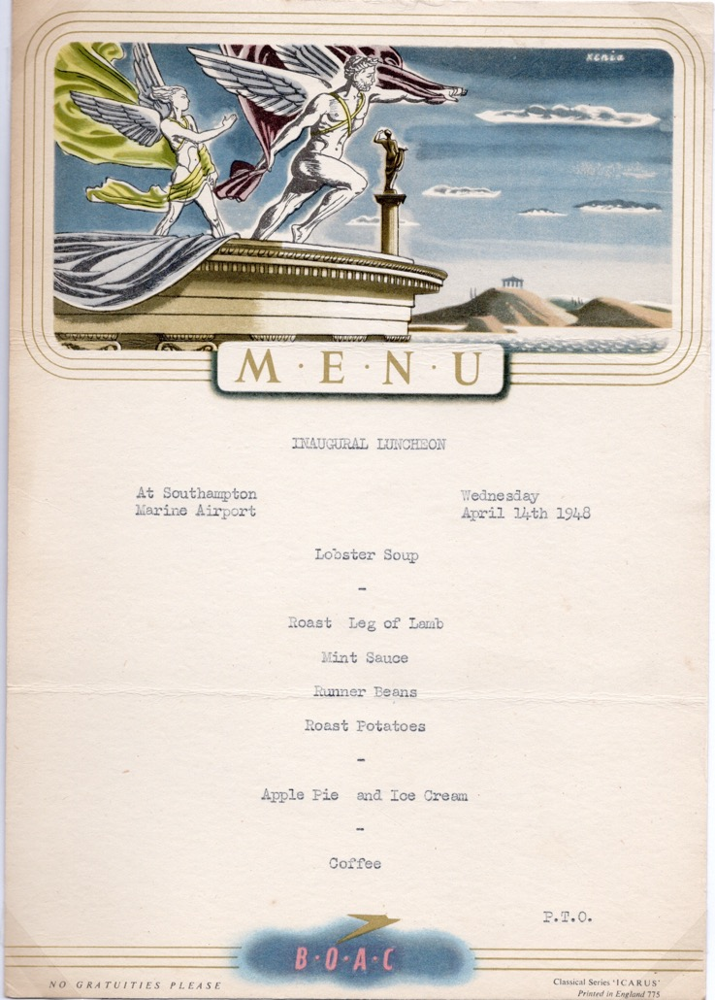 xenia
M·E·N·U
INAUGURAL LUNCHEON
At Southampton
Marine Airport
Wednesday
April 14th 1948
Lobster Soup
-
Roast Leg of Lamb
Mint Sauce
Runner Beans
Roast Potatoes
-
Apple Pie and Ice Cream
-
Coffee
P.T.O.
B·O·A·C
NO GRATUITIES PLEASE
Classical Series 'ICARUS'
Printed in England 775